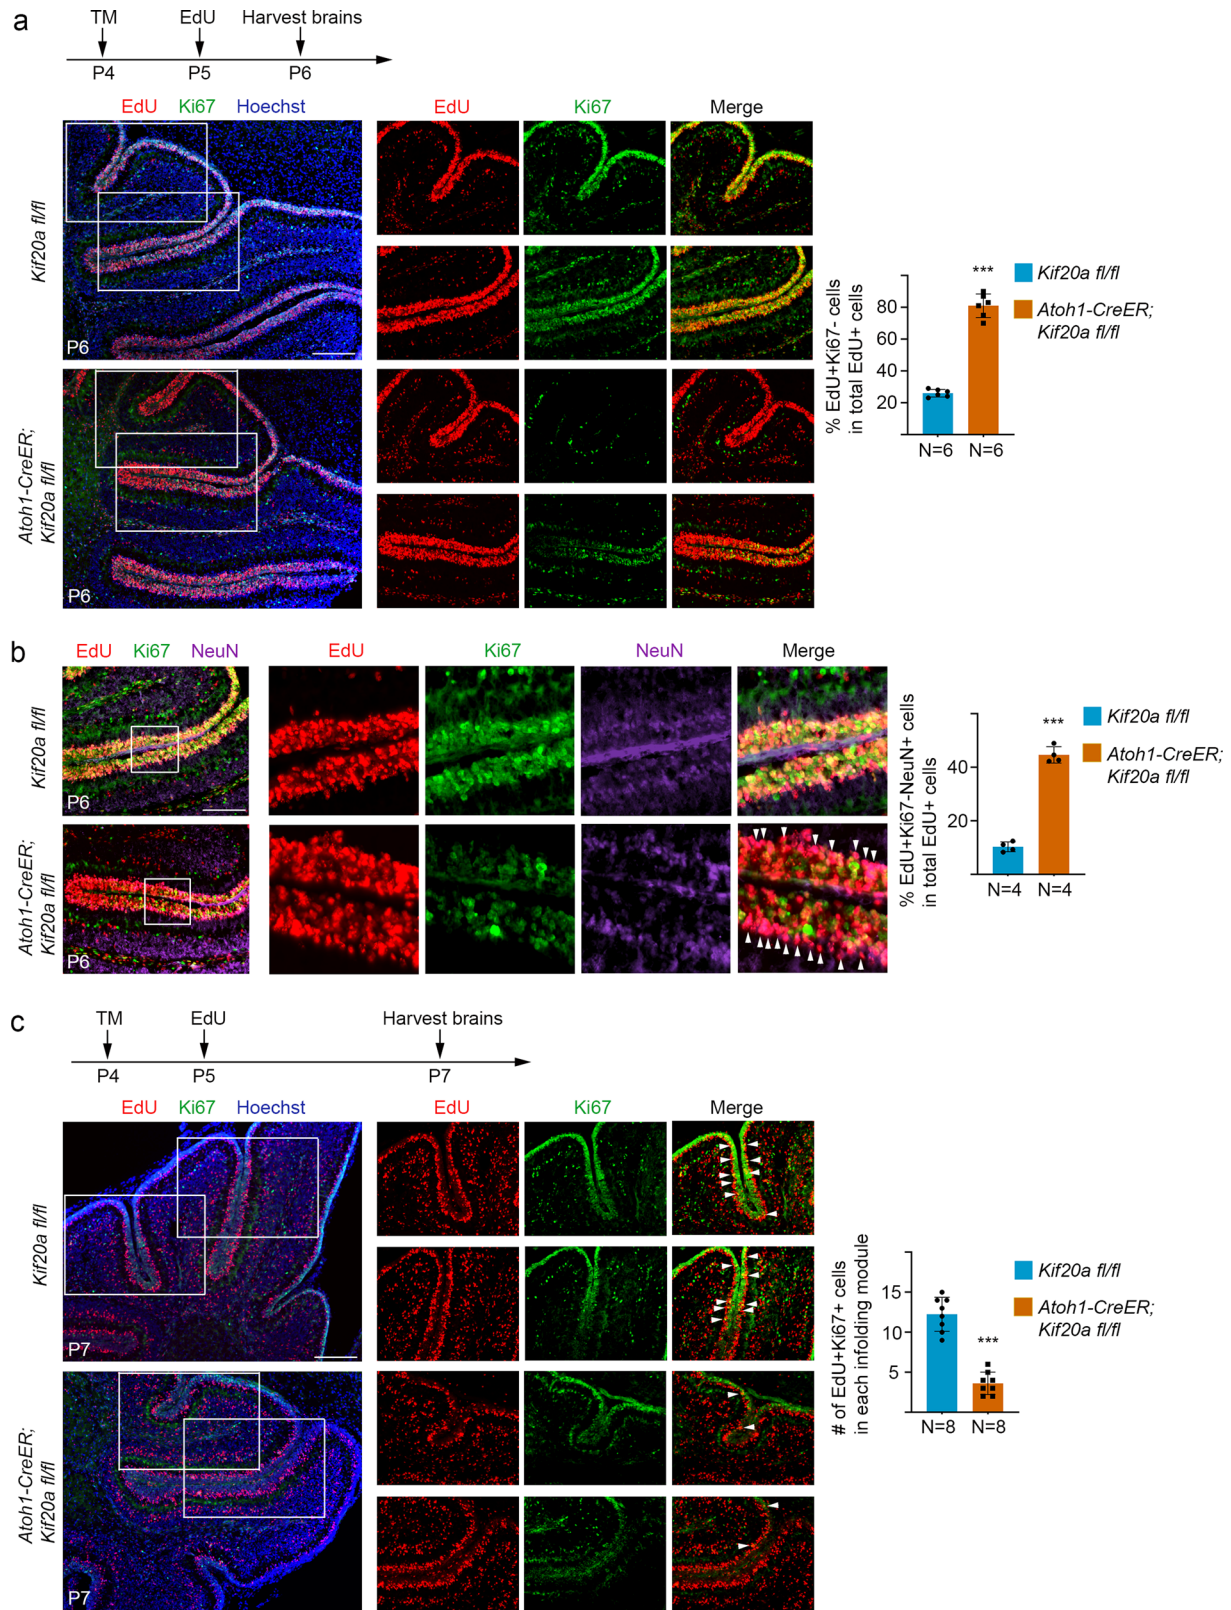 a
TM EdU Harvest brains
P4 P5 P6
EdU Ki67 Hoechst EdU Ki67 Merge
Kif20a fl/fl
P6
Atoh1-CreER;
Kif20a fl/fl
P6
% EdU+Ki67- cells
in total EdU+ cells
80
60
40
20
N=6 N=6
***
Kif20a fl/fl
Atoh1-CreER;
Kif20a fl/fl
b
EdU Ki67 NeuN EdU Ki67 NeuN Merge
Kif20a fl/fl
P6
Atoh1-CreER;
Kif20a fl/fl
P6
% EdU+Ki67-NeuN+ cells
in total EdU+ cells
40
20
N=4 N=4
***
Kif20a fl/fl
Atoh1-CreER;
Kif20a fl/fl
c
TM EdU Harvest brains
P4 P5 P7
EdU Ki67 Hoechst EdU Ki67 Merge
Kif20a fl/fl
P7
Atoh1-CreER;
Kif20a fl/fl
P7
# of EdU+Ki67+ cells
in each infolding module
15
10
5
N=8 N=8
***
Kif20a fl/fl
Atoh1-CreER;
Kif20a fl/fl